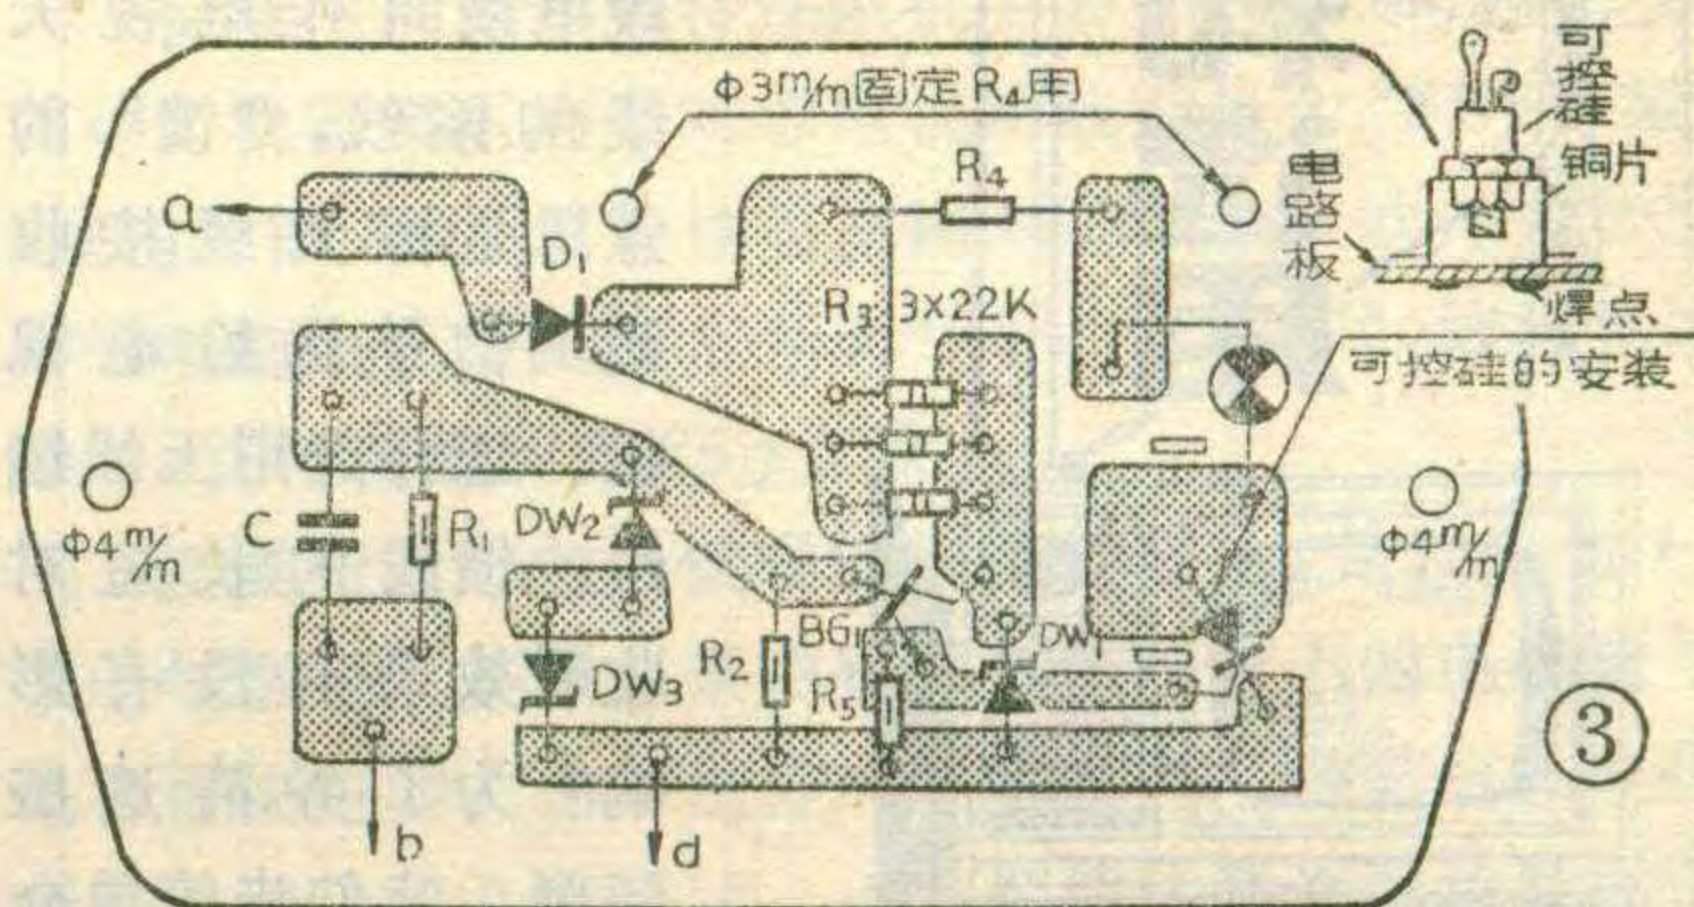 φ3m/m固定R₄用
可控硅
铜片
电路板
焊点
可控硅的安装
a
D₁
R₄
R₃ 3×22K
φ4m/m
C
R₁
DW₂
φ4m/m
BG₁
DW₁
R₂
DW₃
R₅
b
d
③